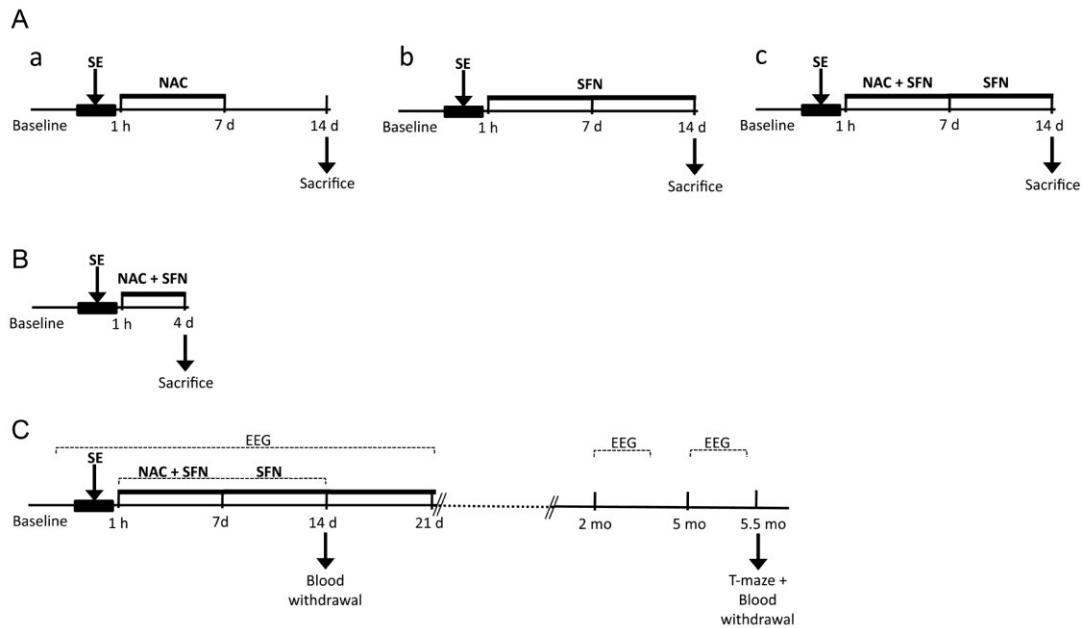 A
a
SE
NAC
Baseline
1 h
7 d
14 d
Sacrifice
b
SE
SFN
Baseline
1 h
7 d
14 d
Sacrifice
c
SE
NAC + SFN
SFN
Baseline
1 h
7 d
14 d
Sacrifice
B
SE
NAC + SFN
Baseline
1 h
4 d
Sacrifice
C
EEG
SE
NAC + SFN
SFN
EEG
EEG
Baseline
1 h
7d
14 d
21 d
2 mo
5 mo
5.5 mo
Blood
withdrawal
T-maze +
Blood
withdrawal